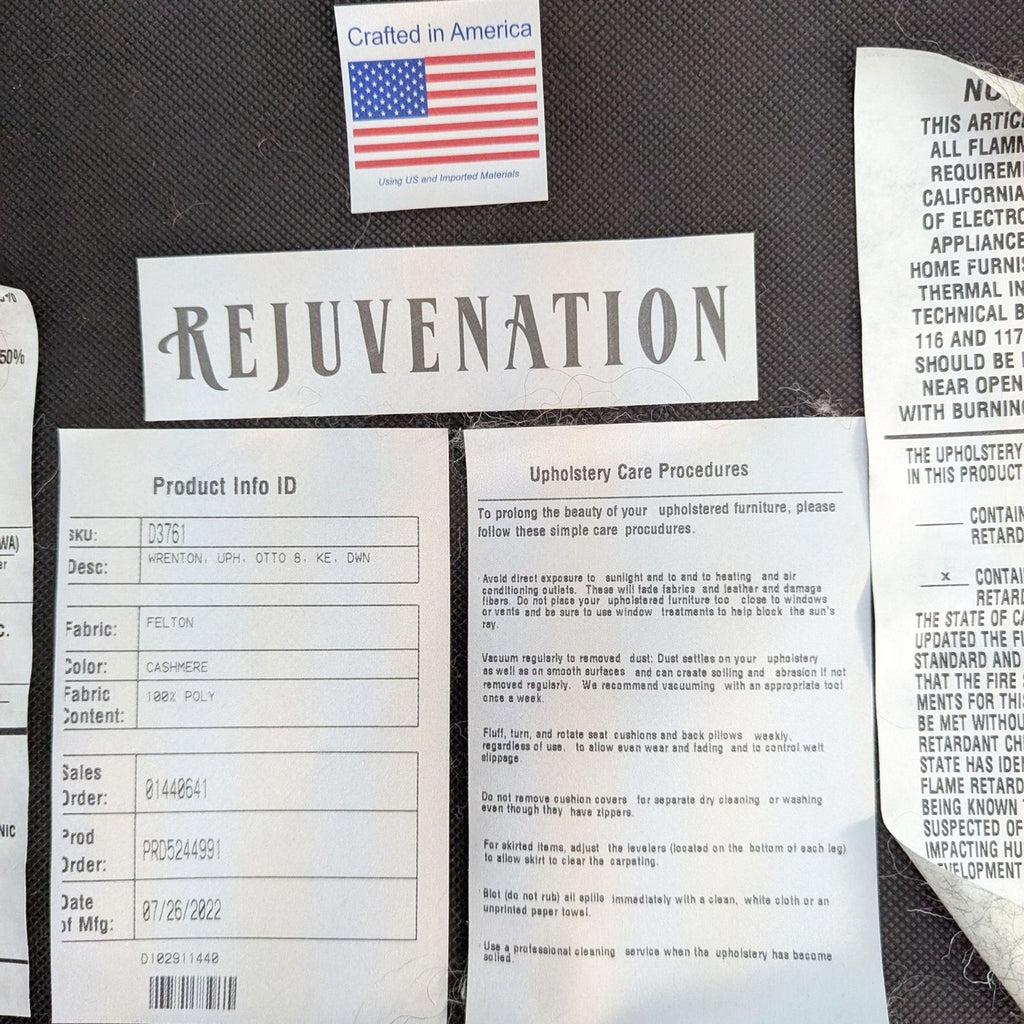 Crafted in America
Using US and Imported Materials
REJUVENATION
Product Info ID
SKU: D3761
Desc: WRENTON, UPH, OTTO 8, KE, DWN
Fabric: FELTON
Color: CASHMERE
Fabric
Content: 100% POLY
Sales
Order: 01440641
Prod
Order: PRD5244991
Date
of Mfg: 07/26/2022
D102911440
Upholstery Care Procedures
To prolong the beauty of your upholstered furniture, please
follow these simple care procudures.
Avoid direct exposure to sunlight and to and to heating and air
conditioning outlets. These will fade fabrics and leather and damage
fibers. Do not place your upholstered furniture too close to windows
or vents and be sure to use window treatments to help block the sun's
ray.
Vacuum regularly to removed dust: Dust settles on your upholstery
as well as on smooth surfaces and can create soiling and abrasion if not
removed regularly. We recommend vacuuming with an appropriate tool
once a week.
Fluff, turn, and rotate seat cushions and back pillows weekly,
regardless of use, to allow even wear and fading and to control welt
slippage
Do not remove cushion covers for separate dry cleaning or washing
even though they have zippers.
For skirted items, adjust the levelers (located on the bottom of each leg)
to allow skirt to clear the carpeting.
Blot (do not rub) all spills immediately with a clean, white cloth or an
unprinted paper towel.
Use a professional cleaning service when the upholstery has become
soiled.
50%
WA)
NIC
THIS
ALL
REQUIREM
CALIFORNIA
OF ELECTRO
APPLIANCE
HOME FURNIS
THERMAL IN
TECHNICAL B
116 AND 117
SHOULD BE
NEAR OPEN
WITH BURNING
THE UPHOLSTERY
IN THIS PRODUCT
CONTAIN
RETARD
x CONTAI
RETARD
THE STATE OF CA
UPDATED THE F
STANDARD AND
THAT THE FIRE
MENTS FOR THIS
BE MET WITHOU
RETARDANT CH
STATE HAS IDEN
FLAME RETARD
BEING KNOWN
SUSPECTED OF
IMPACTING HU